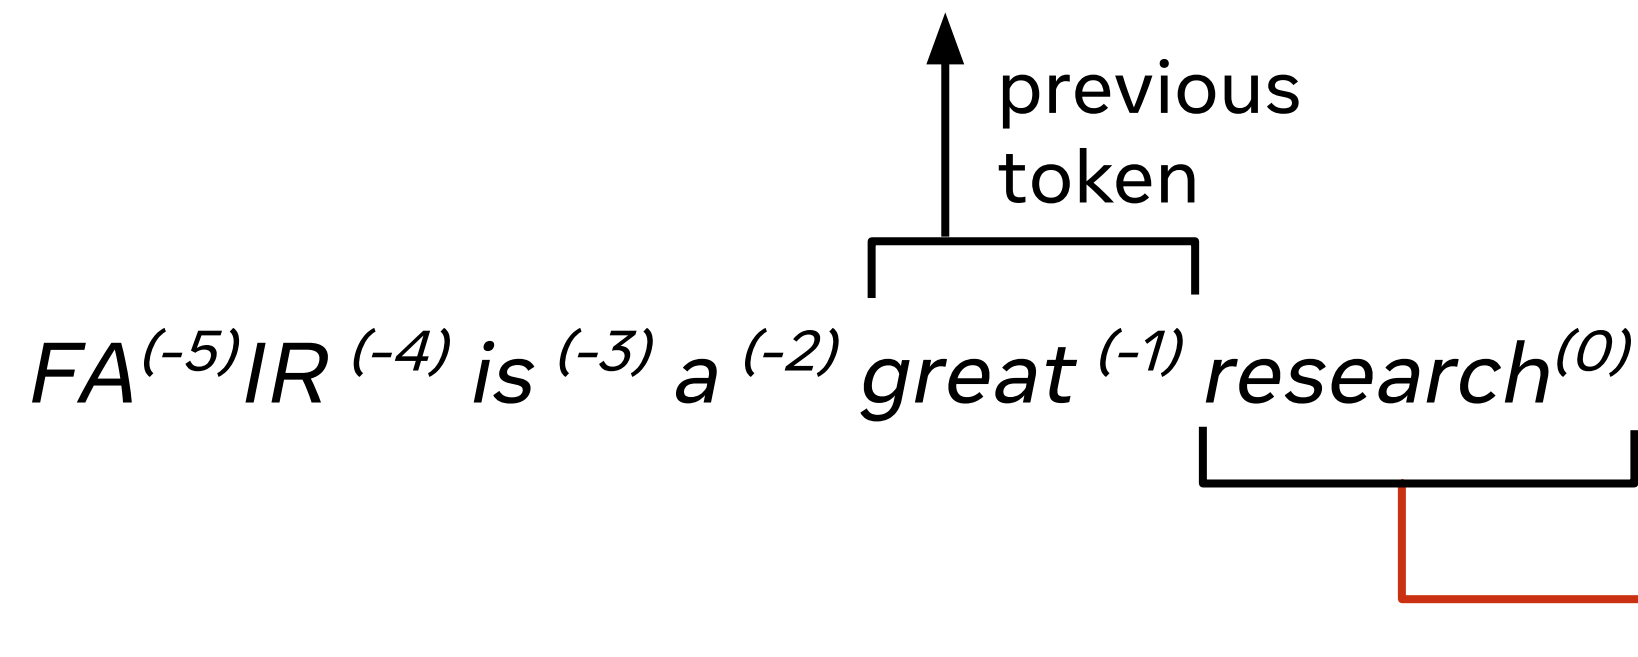 previous
token
FA(-5)IR (-4) is (-3) a (-2) great (-1) research(0)